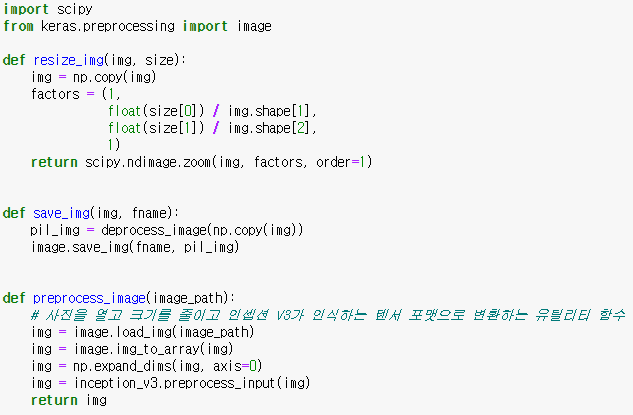 import scipy
from keras.preprocessing import image

def resize_img(img, size):
    img = np.copy(img)
    factors = (1,
               float(size[0]) / img.shape[1],
               float(size[1]) / img.shape[2],
               1)
    return scipy.ndimage.zoom(img, factors, order=1)


def save_img(img, fname):
    pil_img = deprocess_image(np.copy(img))
    image.save_img(fname, pil_img)


def preprocess_image(image_path):
    # 사진을 열고 크기를 줄이고 인셉션 V3가 인식하는 텐서 포맷으로 변환하는 유틸리티 함수
    img = image.load_img(image_path)
    img = image.img_to_array(img)
    img = np.expand_dims(img, axis=0)
    img = inception_v3.preprocess_input(img)
    return img